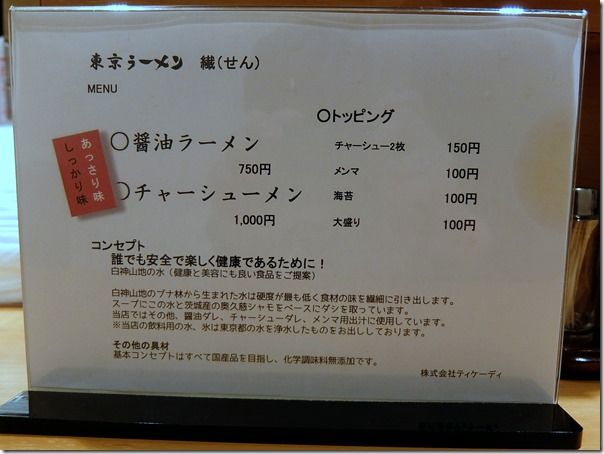 東京ラーメン 繊(せん)
MENU
あっさり味
しっかり味
〇醤油ラーメン
750円
〇チャーシューメン
1,000円
〇トッピング
チャーシュー2枚 150円
メンマ 100円
海苔 100円
大盛り 100円
コンセプト
誰でも安全で楽しく健康であるために！
白神山地の水（健康と美容にも良い食品をご提案）
白神山地のブナ林から生まれた水は硬度が最も低く食材の味を繊細に引き出します。
スープにこの水と茨城産の奥久慈シャモをベースにダシを取っています。
当店ではその他、醤油ダレ、チャーシューダレ、メンマ用出汁に使用しています。
※当店の飲料用の水、氷は東京都の水を浄水したものをお出ししております。
その他の具材
基本コンセプトはすべて国産品を目指し、化学調味料無添加です。
株式会社ティケーディ